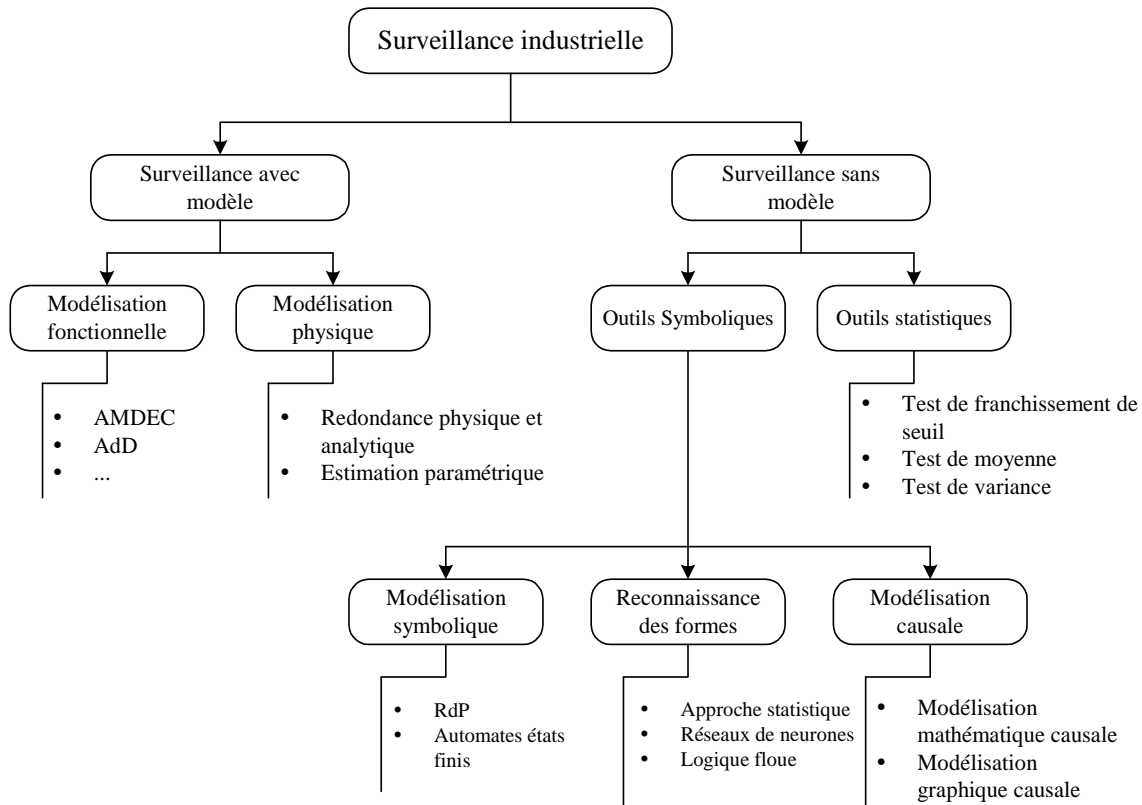 Surveillance industrielle
Surveillance avec
modèle
Surveillance sans
modèle
Modélisation
fonctionnelle
Modélisation
physique
Outils Symboliques
Outils statistiques
• AMDEC
• AdD
• ...
• Redondance physique et
analytique
• Estimation paramétrique
• Test de franchissement de
seuil
• Test de moyenne
• Test de variance
Modélisation
symbolique
Reconnaissance
des formes
Modélisation
causale
• RdP
• Automates états
finis
• Approche statistique
• Réseaux de neurones
• Logique floue
• Modélisation
mathématique causale
• Modélisation
graphique causale